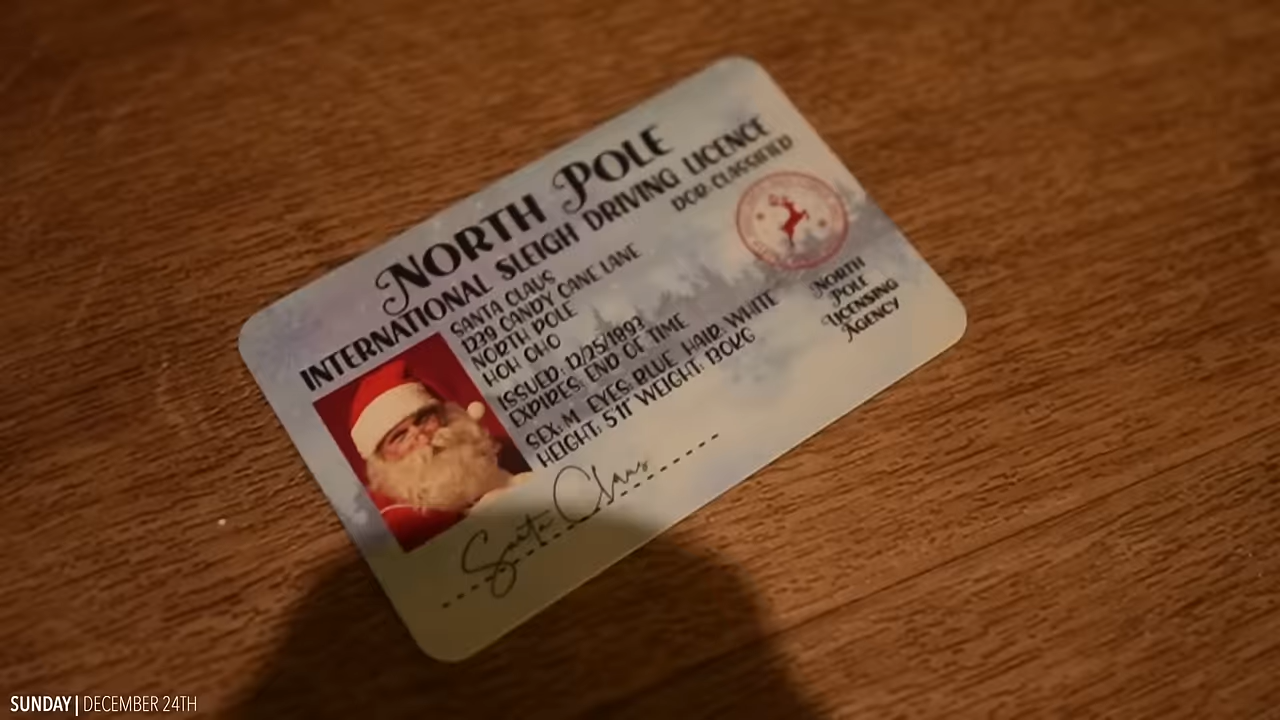 NORTH POLE
INTERNATIONAL SLEIGH DRIVING LICENCE
DOB: CLASSIFIED
SANTA CLAUS
1239 CANDY CANE LANE
NORTH POLE
HOH OHO
ISSUED: 12/25/1893
EXPIRES: END OF TIME
SEX: M EYES: BLUE HAIR: WHITE
HEIGHT: 5'11" WEIGHT: 130KG
NORTH
POLE
LICENSING
AGENCY
Santa Claus
SUNDAY | DECEMBER 24TH